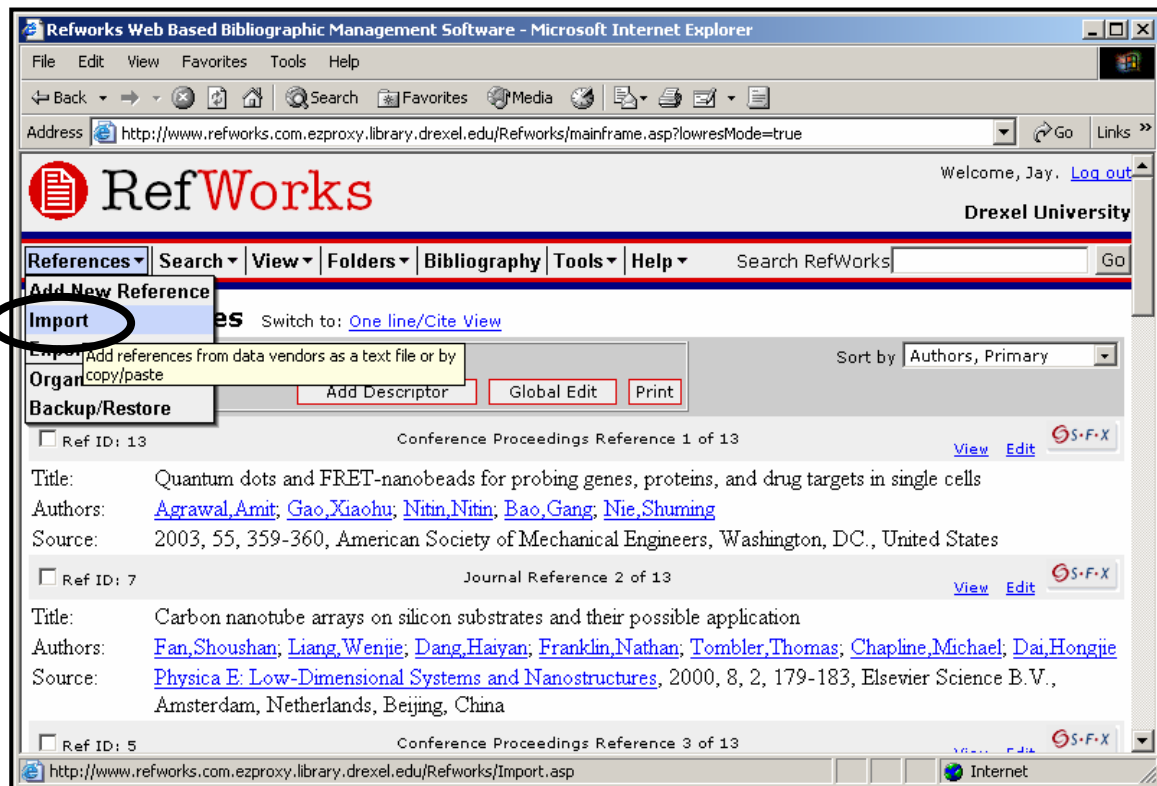 Refworks Web Based Bibliographic Management Software - Microsoft Internet Explorer
File Edit View Favorites Tools Help
Back Search Favorites Media
Address http://www.refworks.com.ezproxy.library.drexel.edu/Refworks/mainframe.asp?lowresMode=true Go Links »
RefWorks
Welcome, Jay. Log out
Drexel University
References Search View Folders Bibliography Tools Help Search RefWorks Go
Add New Reference
Import es Switch to: One line/Cite View
Add references from data vendors as a text file or by
copy/paste
Sort by Authors, Primary
Organ
Add Descriptor Global Edit Print
Backup/Restore
Ref ID: 13 Conference Proceedings Reference 1 of 13 View Edit S·F·X
Title: Quantum dots and FRET-nanobeads for probing genes, proteins, and drug targets in single cells
Authors: Agrawal,Amit; Gao,Xiaohu; Nitin,Nitin; Bao,Gang; Nie,Shuming
Source: 2003, 55, 359-360, American Society of Mechanical Engineers, Washington, DC., United States
Ref ID: 7 Journal Reference 2 of 13 View Edit S·F·X
Title: Carbon nanotube arrays on silicon substrates and their possible application
Authors: Fan,Shoushan; Liang,Wenjie; Dang,Haiyan; Franklin,Nathan; Tombler,Thomas; Chapline,Michael; Dai,Hongjie
Source: Physica E: Low-Dimensional Systems and Nanostructures, 2000, 8, 2, 179-183, Elsevier Science B.V.,
Amsterdam, Netherlands, Beijing, China
Ref ID: 5 Conference Proceedings Reference 3 of 13 S·F·X
http://www.refworks.com.ezproxy.library.drexel.edu/Refworks/Import.asp Internet